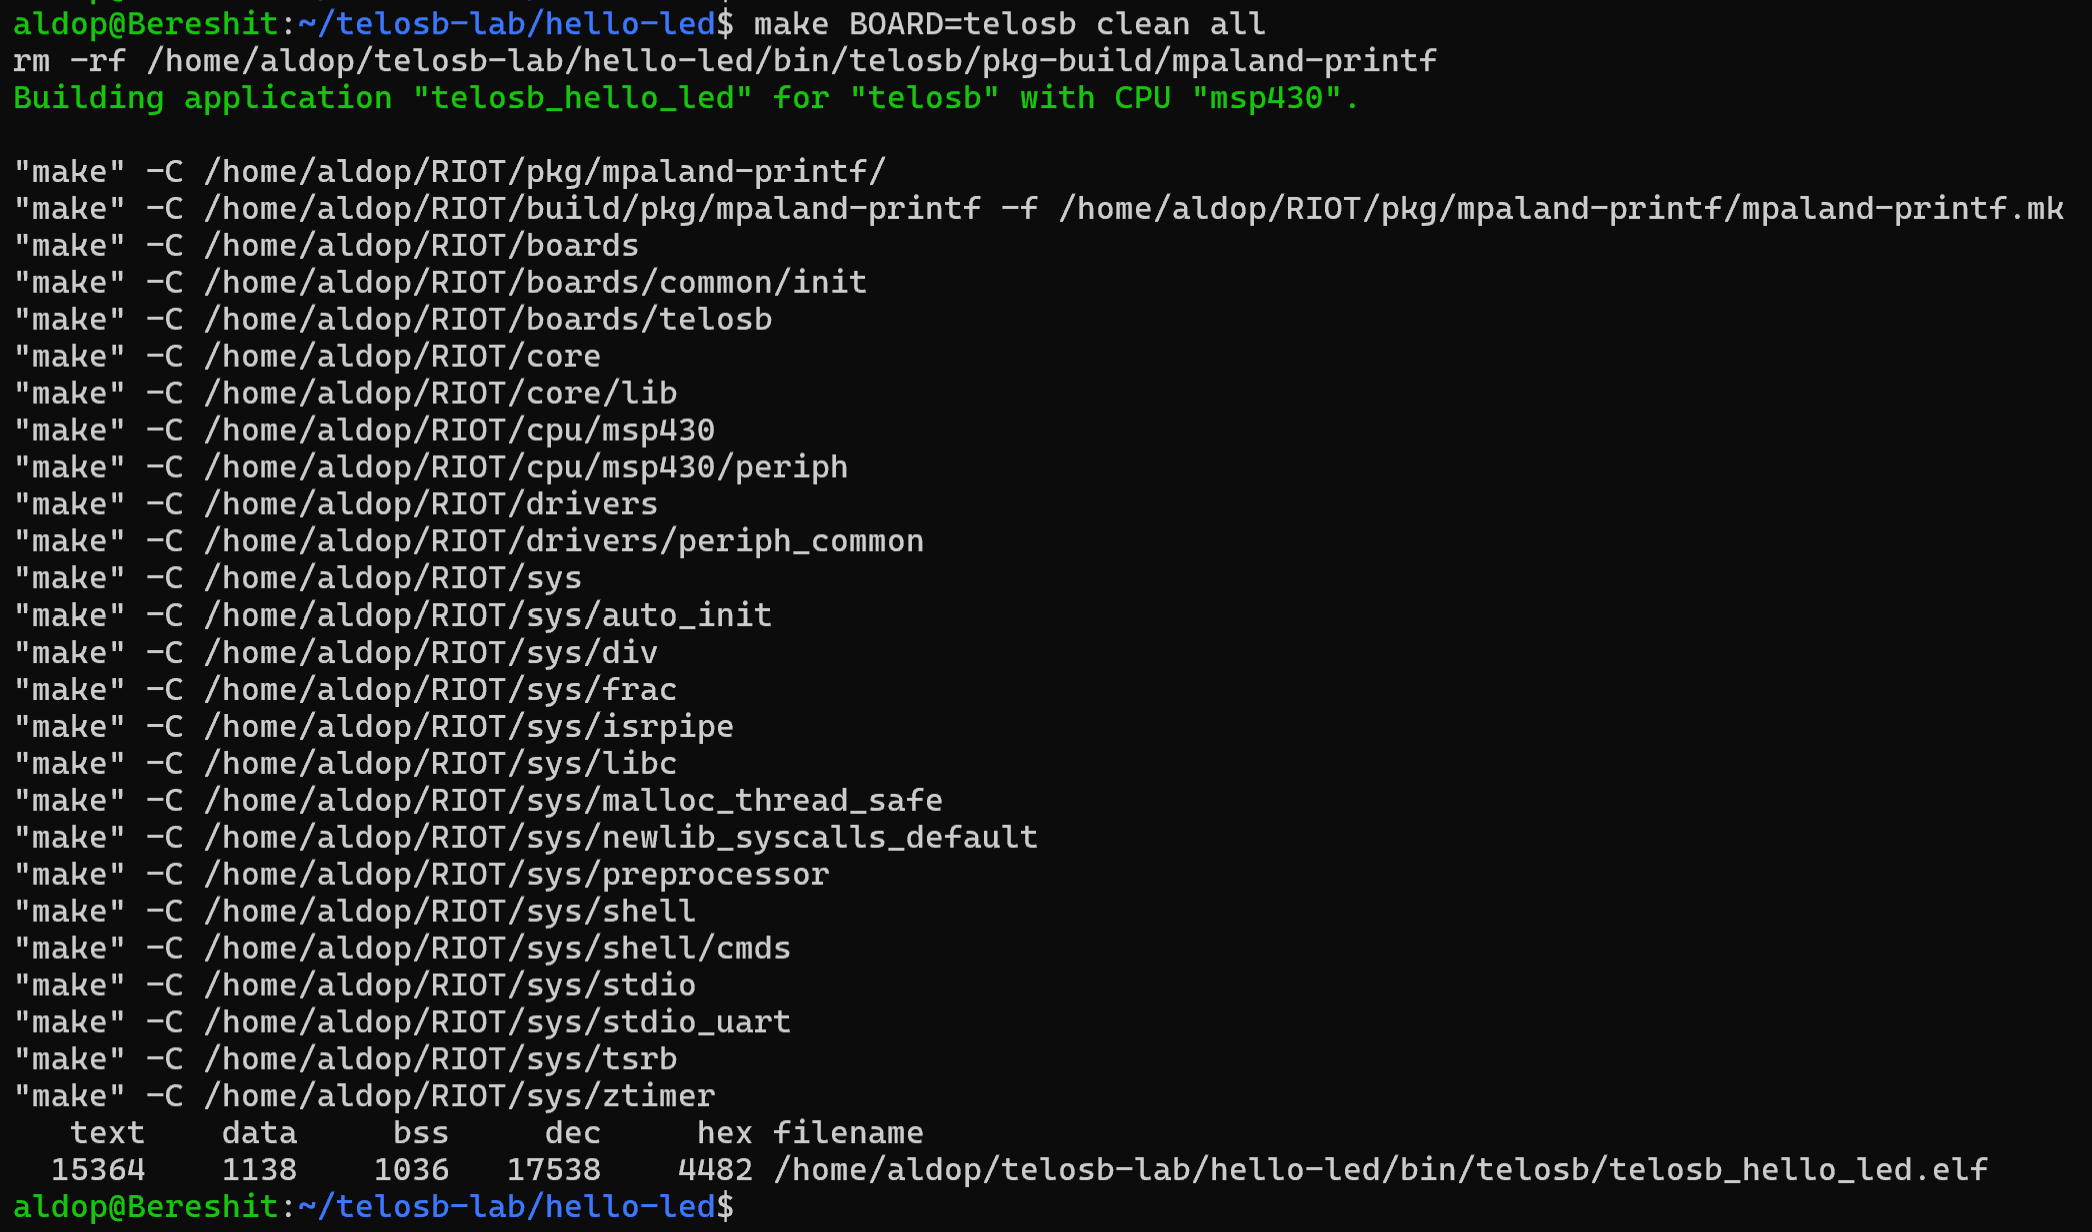 aldop@Bereshit:~/telosb-lab/hello-led$ make BOARD=telosb clean all
rm -rf /home/aldop/telosb-lab/hello-led/bin/telosb/pkg-build/mpaland-printf
Building application "telosb_hello_led" for "telosb" with CPU "msp430".
"make" -C /home/aldop/RIOT/pkg/mpaland-printf/
"make" -C /home/aldop/RIOT/build/pkg/mpaland-printf -f /home/aldop/RIOT/pkg/mpaland-printf/mpaland-printf.mk
"make" -C /home/aldop/RIOT/boards
"make" -C /home/aldop/RIOT/boards/common/init
"make" -C /home/aldop/RIOT/boards/telosb
"make" -C /home/aldop/RIOT/core
"make" -C /home/aldop/RIOT/core/lib
"make" -C /home/aldop/RIOT/cpu/msp430
"make" -C /home/aldop/RIOT/cpu/msp430/periph
"make" -C /home/aldop/RIOT/drivers
"make" -C /home/aldop/RIOT/drivers/periph_common
"make" -C /home/aldop/RIOT/sys
"make" -C /home/aldop/RIOT/sys/auto_init
"make" -C /home/aldop/RIOT/sys/div
"make" -C /home/aldop/RIOT/sys/frac
"make" -C /home/aldop/RIOT/sys/isrpipe
"make" -C /home/aldop/RIOT/sys/libc
"make" -C /home/aldop/RIOT/sys/malloc_thread_safe
"make" -C /home/aldop/RIOT/sys/newlib_syscalls_default
"make" -C /home/aldop/RIOT/sys/preprocessor
"make" -C /home/aldop/RIOT/sys/shell
"make" -C /home/aldop/RIOT/sys/shell/cmds
"make" -C /home/aldop/RIOT/sys/stdio
"make" -C /home/aldop/RIOT/sys/stdio_uart
"make" -C /home/aldop/RIOT/sys/tsrb
"make" -C /home/aldop/RIOT/sys/ztimer
   text    data     bss     dec     hex filename
  15364    1138    1036   17538    4482 /home/aldop/telosb-lab/hello-led/bin/telosb/telosb_hello_led.elf
aldop@Bereshit:~/telosb-lab/hello-led$